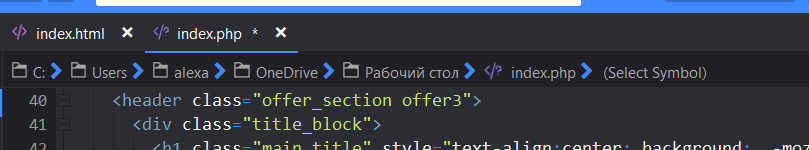 index.html × index.php * ×
C: Users alexa OneDrive Рабочий стол index.php (Select Symbol)
40 <header class="offer_section offer3">
41 <div class="title_block">
42 <h1 class="main_title" style="text-align:center; background: -moz